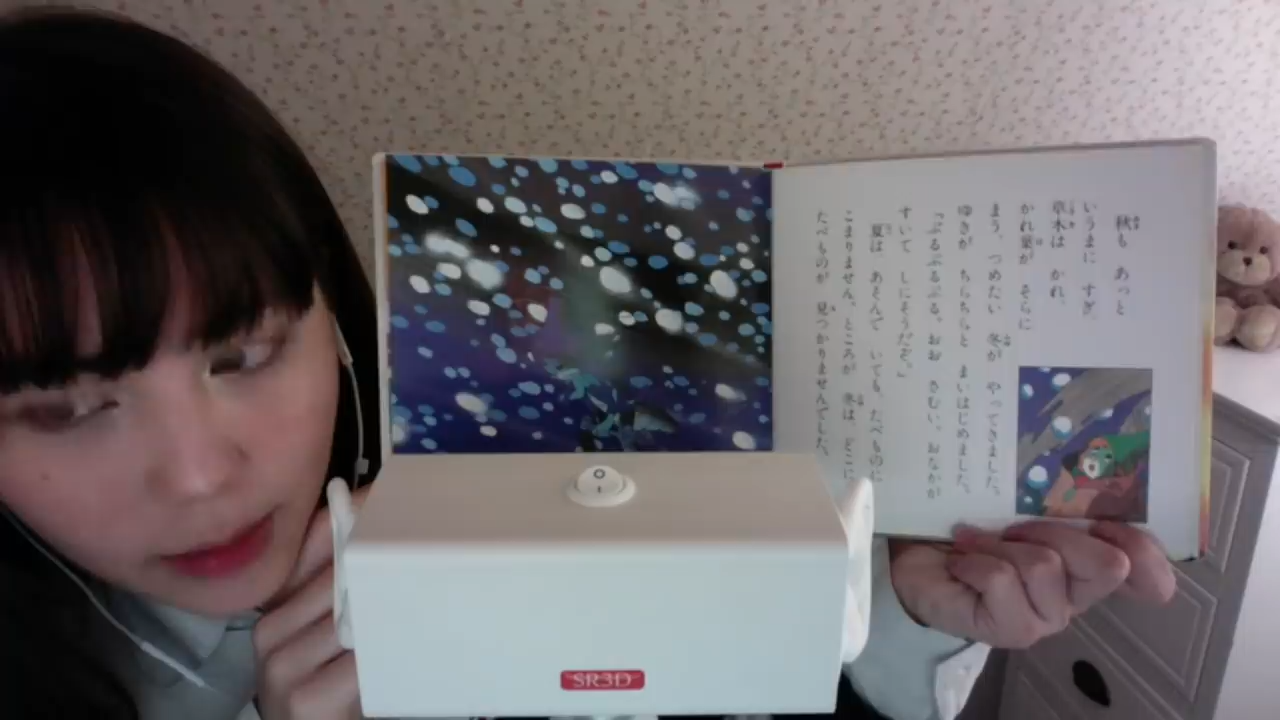 秋も あっと
いうまに すぎ、
草木は かれ、
かれ葉が そらに
まう、つめたい 冬が やってきました。
ゆきが ちらちらと まいはじめました。
「ぶるぶるぶる。おお さむい。おなかが
すいて しにそうだぞ。」
夏は あそんで いても、たべものに
こまりません。ところが 冬は、どこに
たべものが 見つかりませんでした。
SR3D